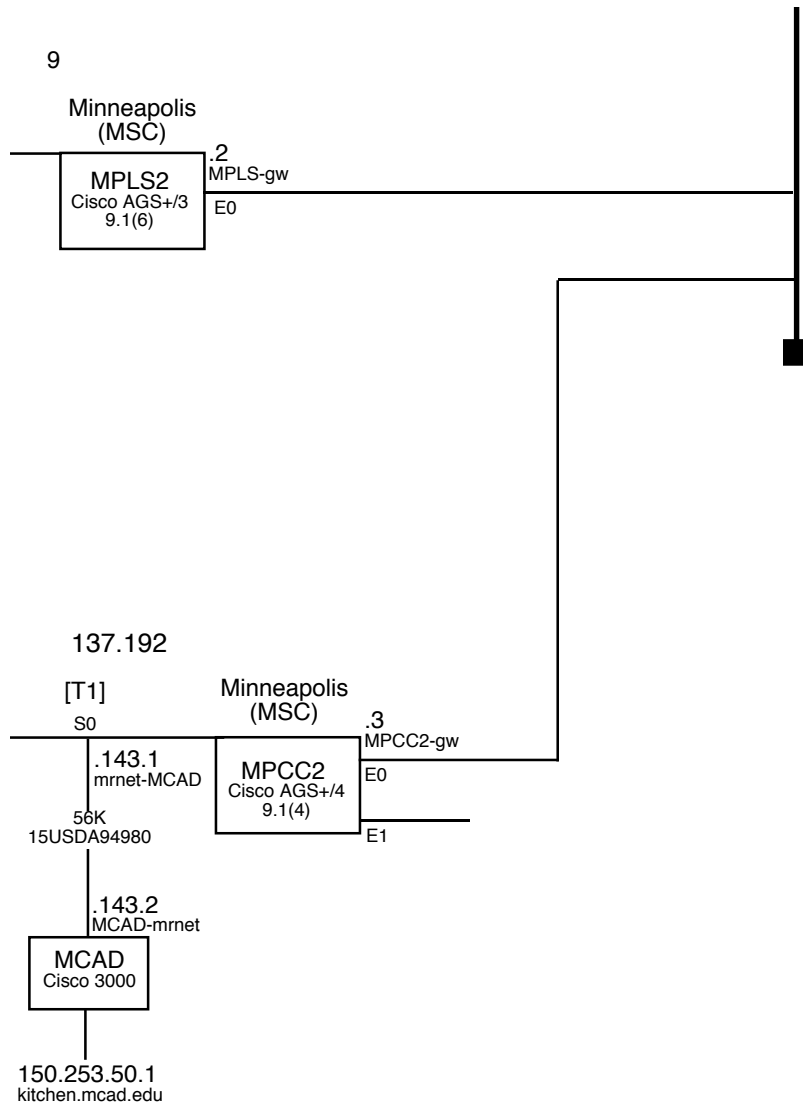 9
Minneapolis
(MSC)
.2
MPLS-gw
MPLS2
Cisco AGS+/3
9.1(6)
E0
137.192
[T1]
S0
Minneapolis
(MSC)
.3
MPCC2-gw
.143.1
mrnet-MCAD
MPCC2
Cisco AGS+/4
9.1(4)
E0
E1
56K
15USDA94980
.143.2
MCAD-mrnet
MCAD
Cisco 3000
150.253.50.1
kitchen.mcad.edu